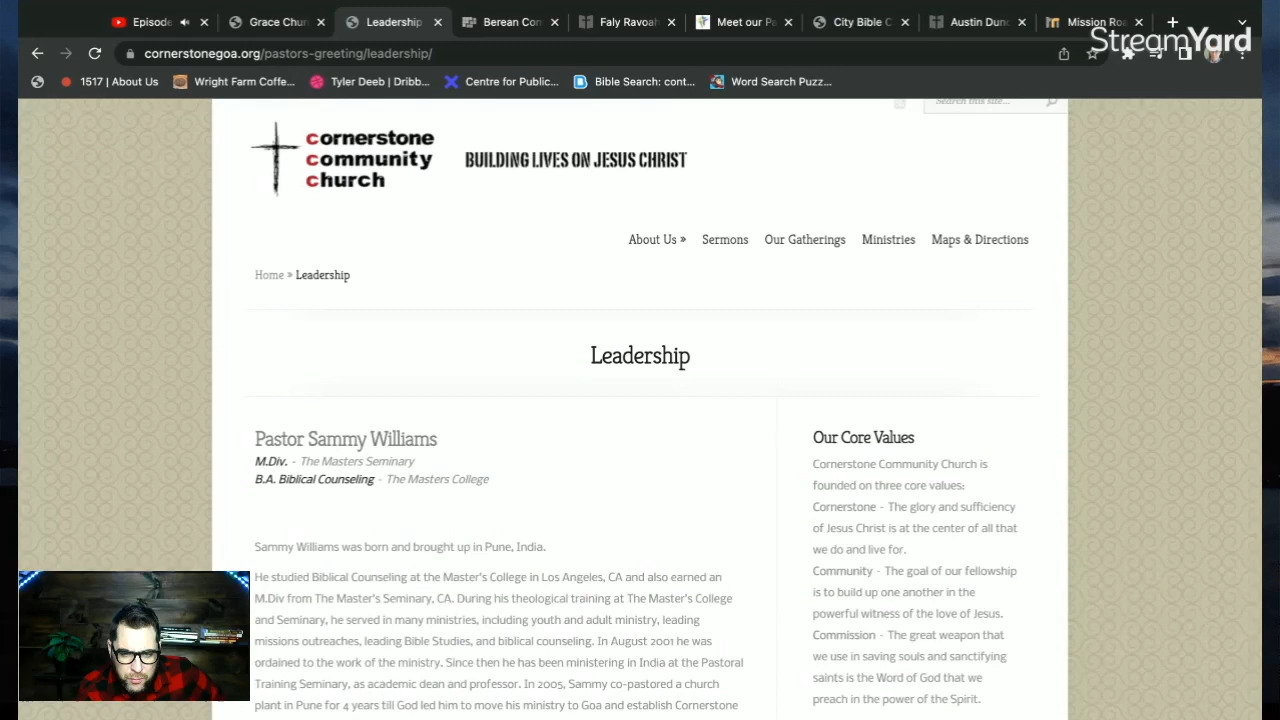 Episode
Grace Chur
Leadership
Berean Con
Faly Ravoah
Meet our Pa
City Bible C
Austin Dunc
Mission Roa
StreamYard
cornerstonegoa.org/pastors-greeting/leadership/
1517 | About Us
Wright Farm Coffe...
Tyler Deeb | Dribb...
Centre for Public...
Bible Search: cont...
Word Search Puzz...
Search this site...
cornerstone
community
church
BUILDING LIVES ON JESUS CHRIST
About Us »
Sermons
Our Gatherings
Ministries
Maps & Directions
Home » Leadership
Leadership
Pastor Sammy Williams
M.Div. - The Masters Seminary
B.A. Biblical Counseling - The Masters College
Sammy Williams was born and brought up in Pune, India.
He studied Biblical Counseling at the Master's College in Los Angeles, CA and also earned an
M.Div from The Master's Seminary, CA. During his theological training at The Master's College
and Seminary, he served in many ministries, including youth and adult ministry, leading
missions outreaches, leading Bible Studies, and biblical counseling. In August 2001 he was
ordained to the work of the ministry. Since then he has been ministering in India at the Pastoral
Training Seminary, as academic dean and professor. In 2005, Sammy co-pastored a church
plant in Pune for 4 years till God led him to move his ministry to Goa and establish Cornerstone
Our Core Values
Cornerstone Community Church is
founded on three core values:
Cornerstone - The glory and sufficiency
of Jesus Christ is at the center of all that
we do and live for.
Community - The goal of our fellowship
is to build up one another in the
powerful witness of the love of Jesus.
Commission - The great weapon that
we use in saving souls and sanctifying
saints is the Word of God that we
preach in the power of the Spirit.